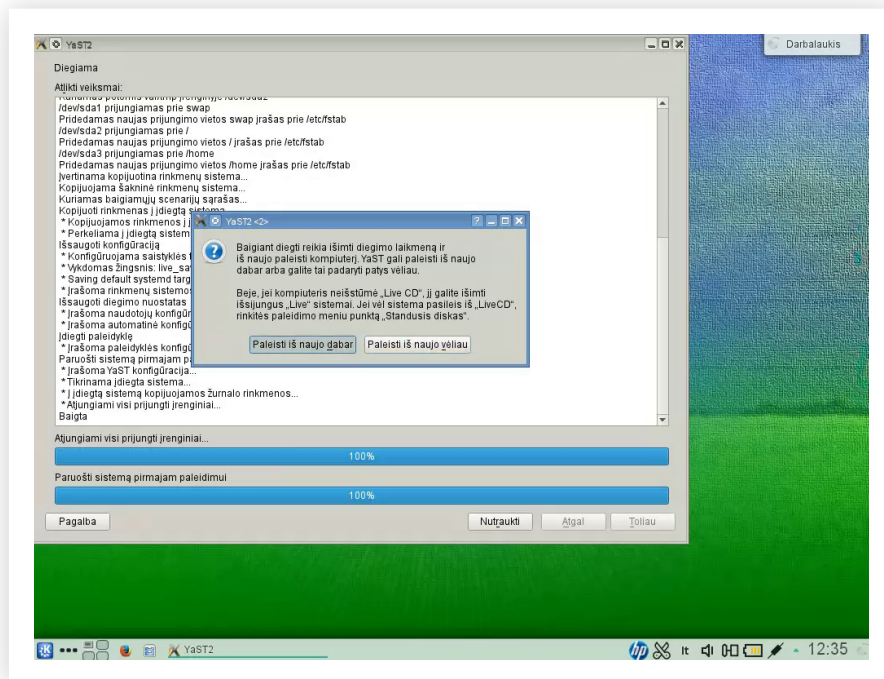 YaST2
Darbalaukis
Diegiama
Atlikti veiksmai:
/dev/sda1 prijungiamas prie swap
Pridedamas naujas prijungimo vietos swap įrašas prie /etc/fstab
/dev/sda2 prijungiamas prie /
Pridedamas naujas prijungimo vietos / įrašas prie /etc/fstab
/dev/sda3 prijungiamas prie /home
Pridedamas naujas prijungimo vietos /home įrašas prie /etc/fstab
Įvertinama kopijuotina rinkmenų sistema...
Kopijuojama šakninė rinkmenų sistema...
Kuriamas baigiamųjų scenarijų sąrašas...
Kopijuoti rinkmenas į įdiegtą sistemą
* Kopijuojamos rinkmenos į į
* Perkeliama į įdiegtą sistem
Išsaugoti konfigūraciją
* Konfigūruojama saistyklės
* Vykdomas žingsnis: live_sa
* Saving default systemd targ
* Įrašoma rinkmenų sistemos
Išsaugoti diegimo nuostatas
* Įrašoma naudotojų konfigūr
* Įrašoma automatinė konfigū
Įdiegti paleidyklę
* Įrašoma paleidyklės konfigū
Paruošti sistemą pirmajam p
* Įrašoma YaST konfigūracija...
* Tikrinama įdiegta sistema...
* Į įdiegtą sistemą kopijuojamos žurnalo rinkmenos...
* Atjungiami visi prijungti įrenginiai...
Baigta
YaST2 <2>
Baigiant diegti reikia išimti diegimo laikmeną ir
iš naujo paleisti kompiuterį. YaST gali paleisti iš naujo
dabar arba galite tai padaryti patys vėliau.
Beje, jei kompiuteris neišstūmė „Live CD“, jį galite išimti
išsijungus „Live“ sistemai. Jei vėl sistema pasileis iš „LiveCD“,
rinkitės paleidimo meniu punktą „Standusis diskas“.
Paleisti iš naujo dabar
Paleisti iš naujo vėliau
Atjungiami visi prijungti įrenginiai...
100%
Paruošti sistemą pirmajam paleidimui
100%
Pagalba
Nutraukti
Atgal
Toliau
YaST2
hp
lt
12:35